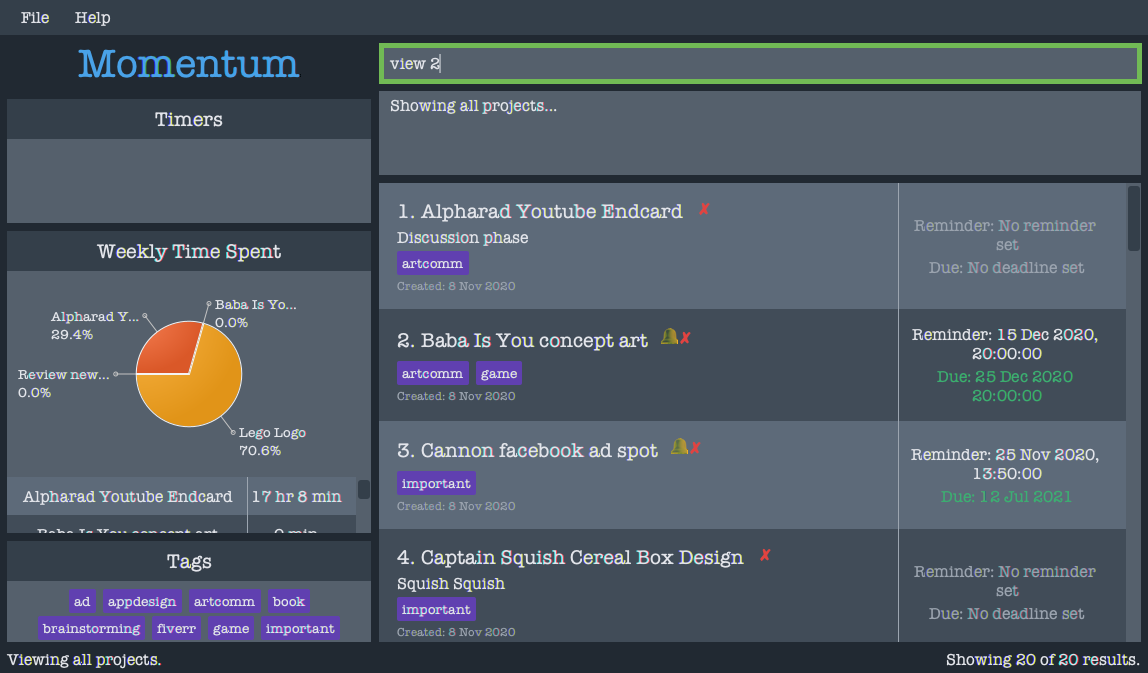 File Help
Momentum
view 2
Showing all projects...
Timers
Weekly Time Spent
Baba Is Yo...
0.0%
Alpharad Y...
29.4%
Review new...
0.0%
Lego Logo
70.6%
Alpharad Youtube Endcard 17 hr 8 min
Baba Is You concept art 0 min
Tags
ad appdesign artcomm book
brainstorming fiverr game important
1. Alpharad Youtube Endcard ✗
Discussion phase
artcomm
Created: 8 Nov 2020
Reminder: No reminder
set
Due: No deadline set
2. Baba Is You concept art 🔔✗
artcomm game
Created: 8 Nov 2020
Reminder: 15 Dec 2020,
20:00:00
Due: 25 Dec 2020
20:00:00
3. Cannon facebook ad spot 🔔✗
important
Created: 8 Nov 2020
Reminder: 25 Nov 2020,
13:50:00
Due: 12 Jul 2021
4. Captain Squish Cereal Box Design ✗
Squish Squish
important
Created: 8 Nov 2020
Reminder: No reminder
set
Due: No deadline set
Viewing all projects.
Showing 20 of 20 results.